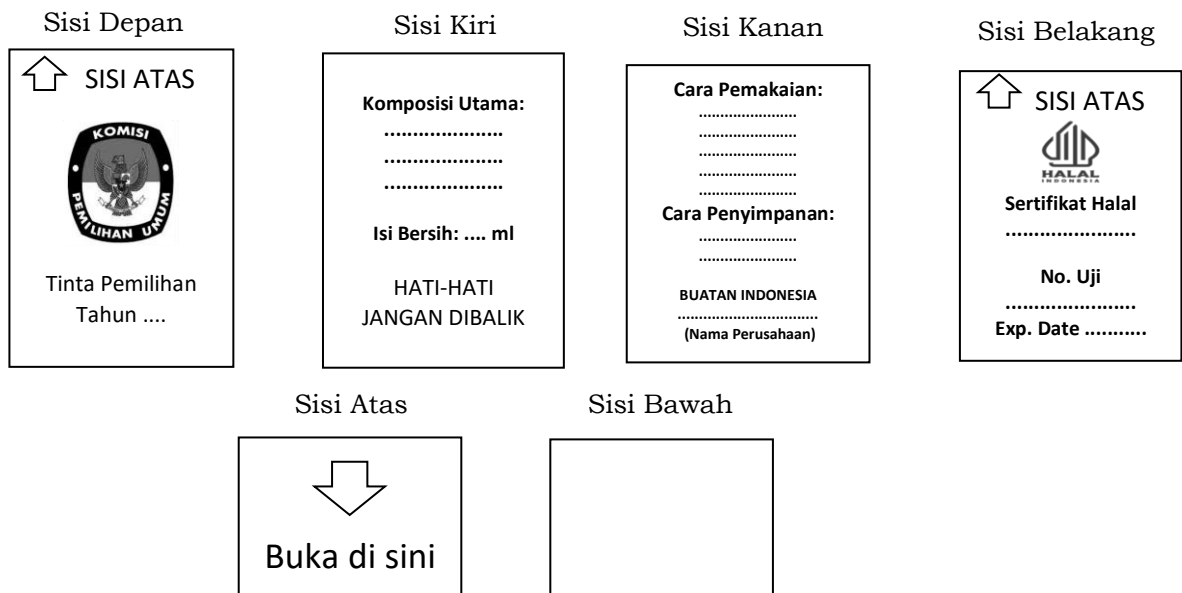 Sisi Depan
SISI ATAS
KOMISI
PEMILIHAN UMUM
Tinta Pemilihan
Tahun ....
Sisi Kiri
Komposisi Utama:
.....................
.....................
.....................
Isi Bersih: .... ml
HATI-HATI
JANGAN DIBALIK
Sisi Kanan
Cara Pemakaian:
.......................
.......................
.......................
.......................
.......................
Cara Penyimpanan:
.......................
.......................
BUATAN INDONESIA
.................................
(Nama Perusahaan)
Sisi Belakang
SISI ATAS
HALAL
INDONESIA
Sertifikat Halal
.......................
No. Uji
.......................
Exp. Date ...........
Sisi Atas
Buka di sini
Sisi Bawah